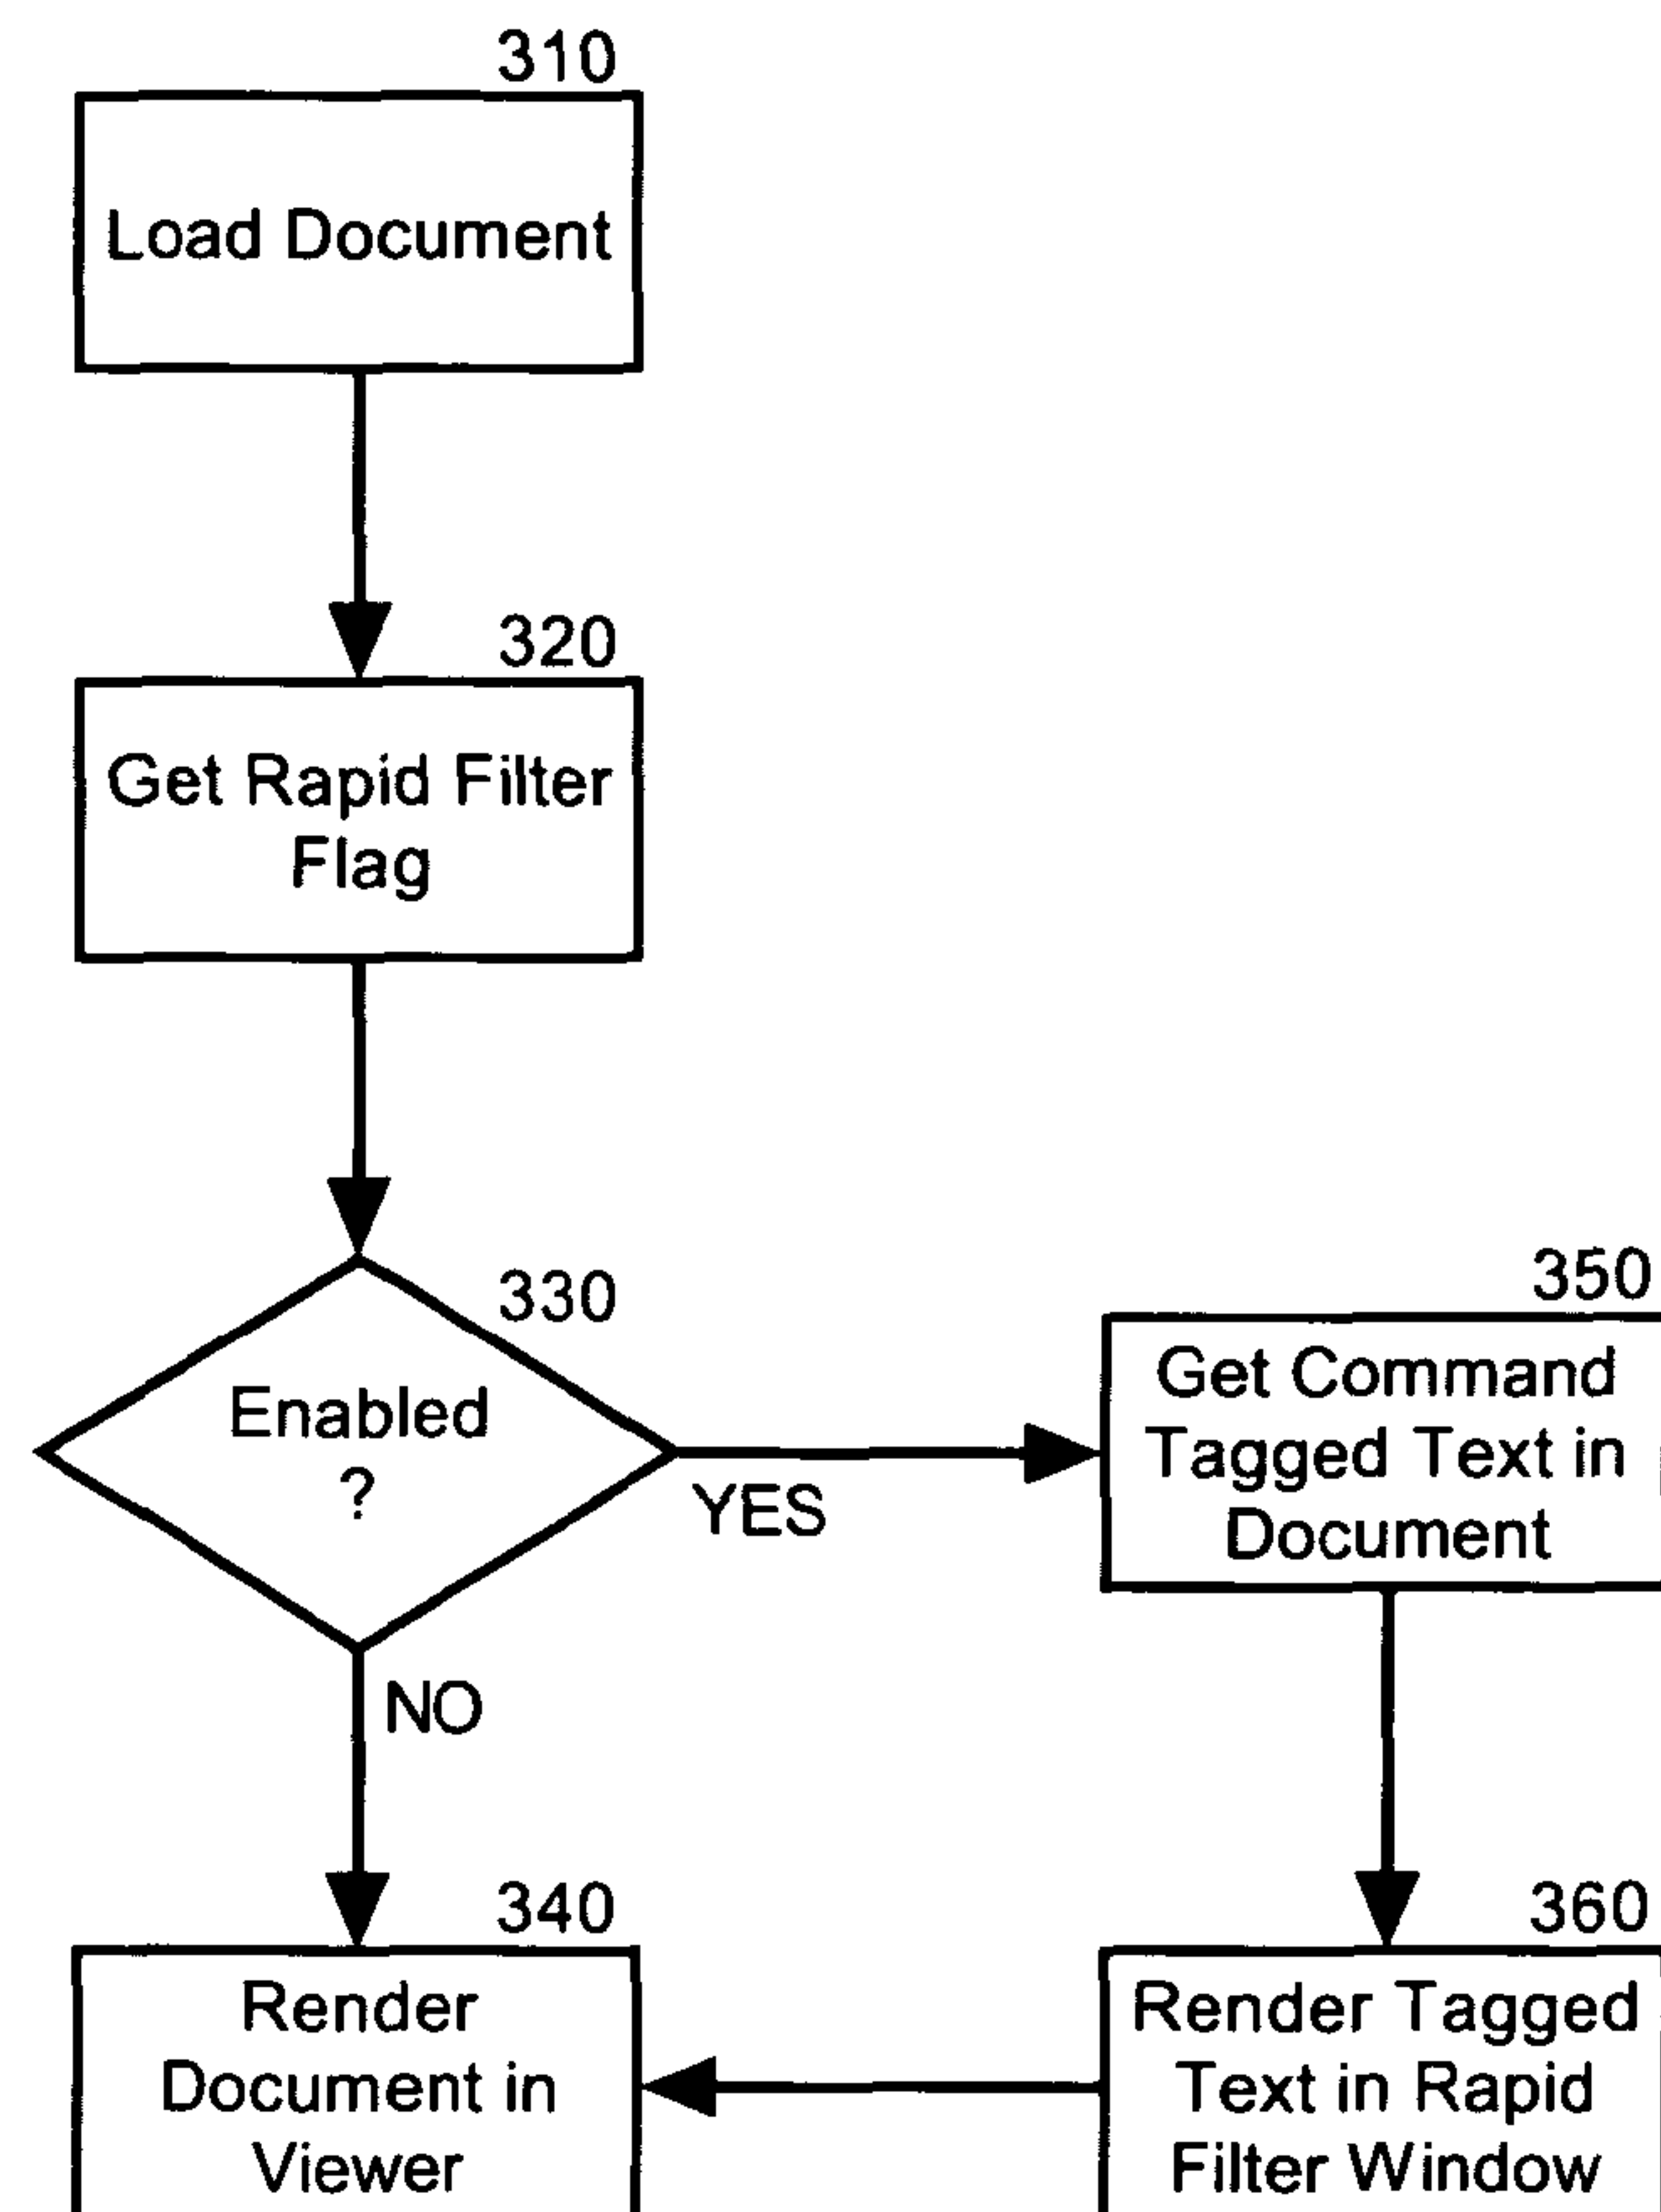 310
Load Document
320
Get Rapid Filter
Flag
330
Enabled
?
YES
NO
350
Get Command
Tagged Text in
Document
340
Render
Document in
Viewer
360
Render Tagged
Text in Rapid
Filter Window